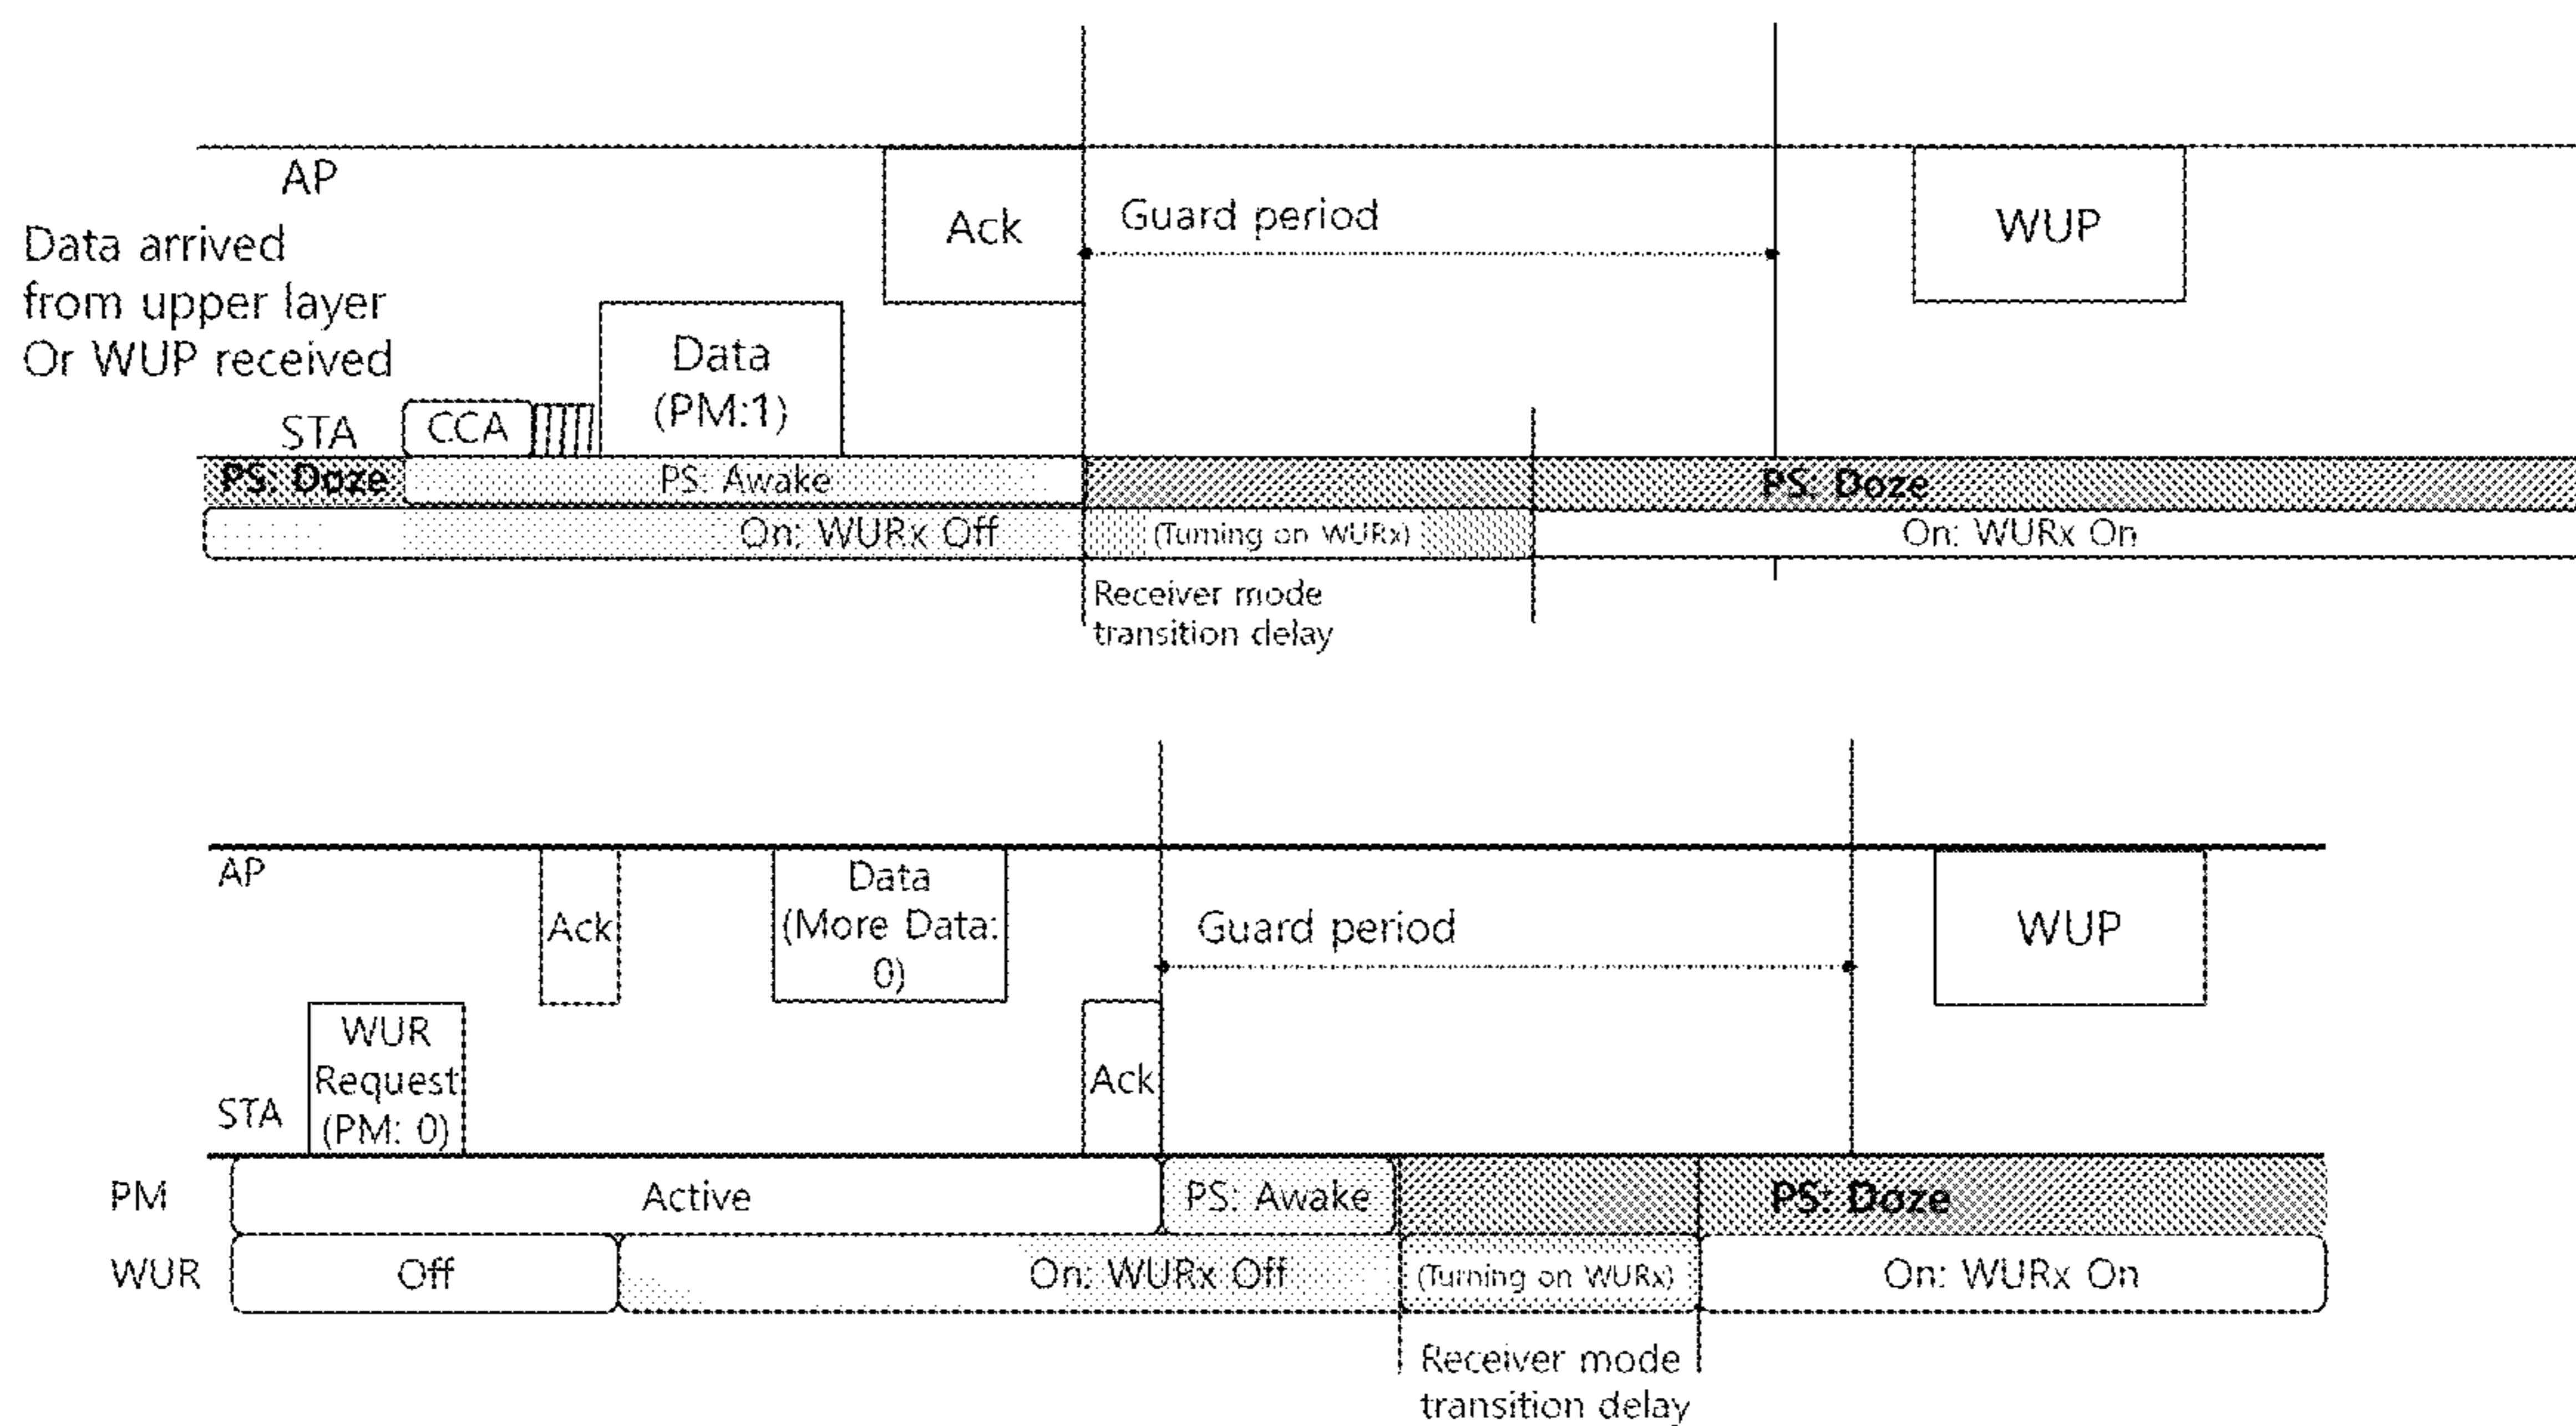 AP
Data arrived
from upper layer
Or WUP received
Ack
Guard period
WUP
Data
(PM:1)
STA
CCA
PS: Doze
PS: Awake
PS: Doze
On: WURx Off
(Turning on WURx)
On: WURx On
Receiver mode
transition delay
AP
Ack
Data
(More Data:
0)
Guard period
WUP
WUR
Request
(PM: 0)
STA
Ack
PM
Active
PS: Awake
PS: Doze
WUR
Off
On: WURx Off
(Turning on WURx)
On: WURx On
Receiver mode
transition delay